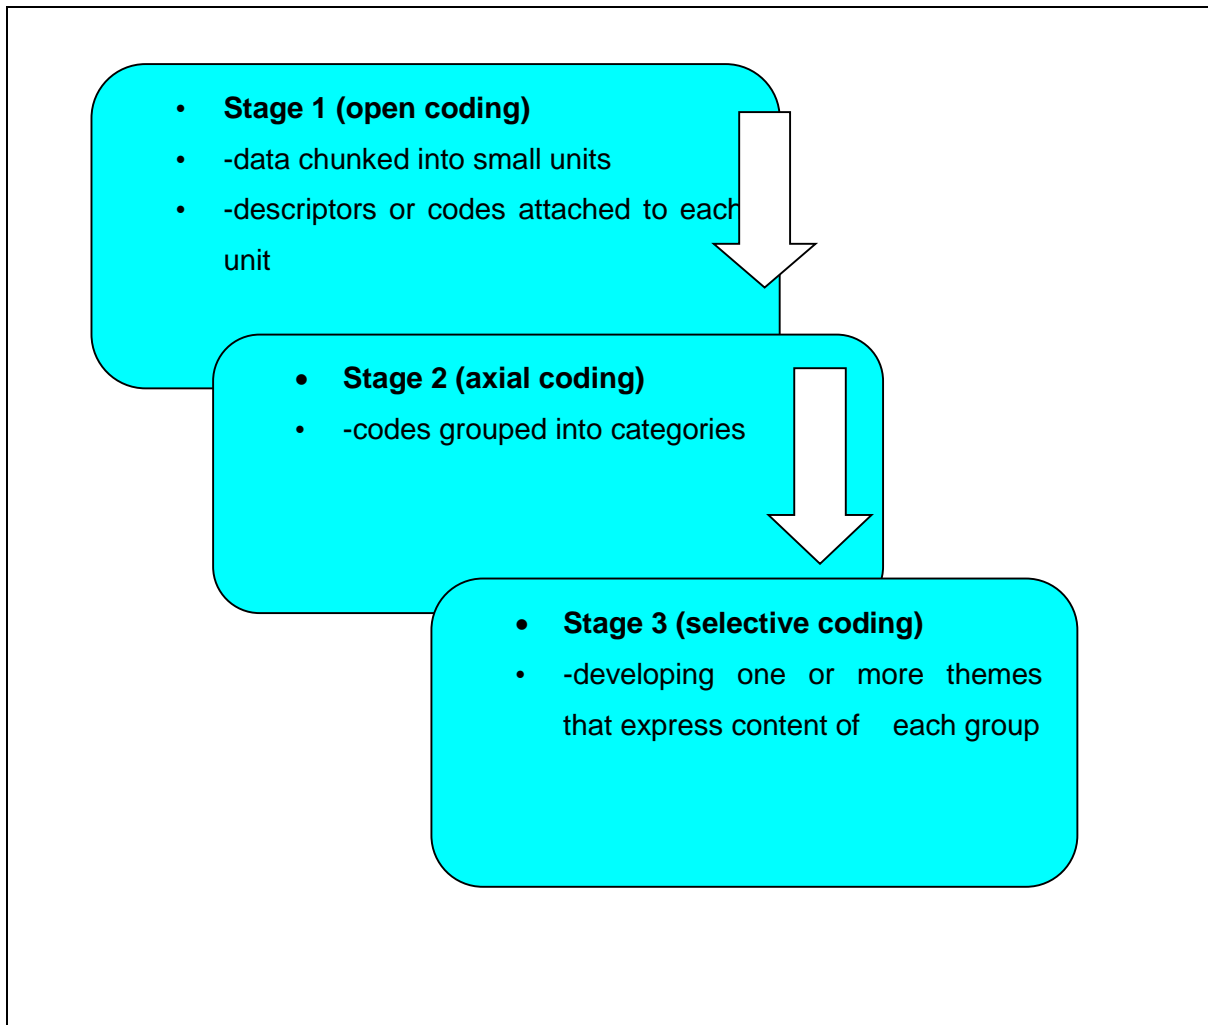 • Stage 1 (open coding)
• -data chunked into small units
• -descriptors or codes attached to each
unit
• Stage 2 (axial coding)
• -codes grouped into categories
• Stage 3 (selective coding)
• -developing one or more themes
that express content of each group